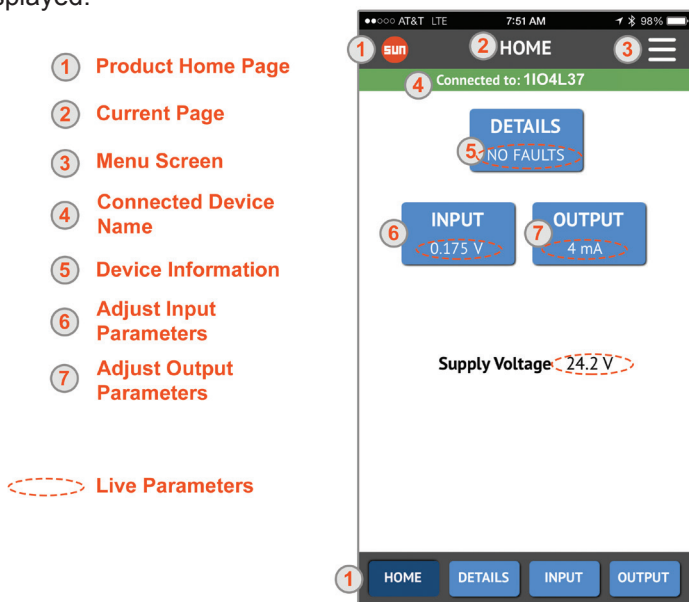 splayed.
1 Product Home Page
2 Current Page
3 Menu Screen
4 Connected Device
Name
5 Device Information
6 Adjust Input
Parameters
7 Adjust Output
Parameters
Live Parameters
AT&T LTE 7:51 AM 98%
1 sun 2 HOME 3
4 Connected to: 1IO4L37
DETAILS
5 NO FAULTS
INPUT OUTPUT
6 0.175 V 7 4 mA
Supply Voltage 24.2 V
1 HOME DETAILS INPUT OUTPUT